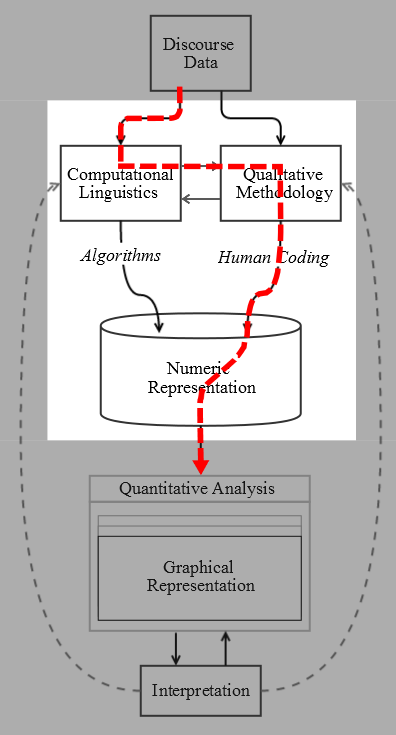 Discourse
Data
Computational
Linguistics
Qualitative
Methodology
Algorithms
Human Coding
Numeric
Representation
Quantitative Analysis
Graphical
Representation
Interpretation